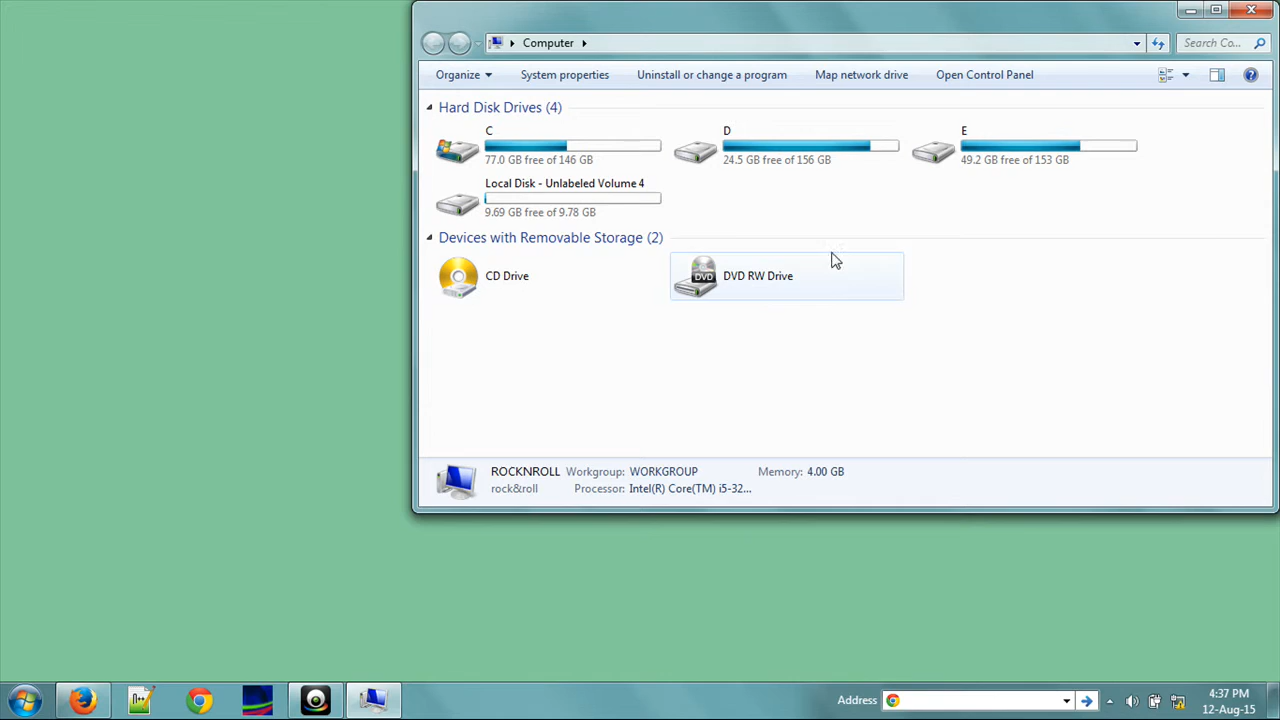 Computer
Search Co...
Organize
System properties
Uninstall or change a program
Map network drive
Open Control Panel
Hard Disk Drives (4)
C
77.0 GB free of 146 GB
D
24.5 GB free of 156 GB
E
49.2 GB free of 153 GB
Local Disk - Unlabeled Volume 4
9.69 GB free of 9.78 GB
Devices with Removable Storage (2)
CD Drive
DVD
DVD RW Drive
ROCKNROLL Workgroup: WORKGROUP Memory: 4.00 GB
rock&roll Processor: Intel(R) Core(TM) i5-32...
n++
Address
4:37 PM
12-Aug-15